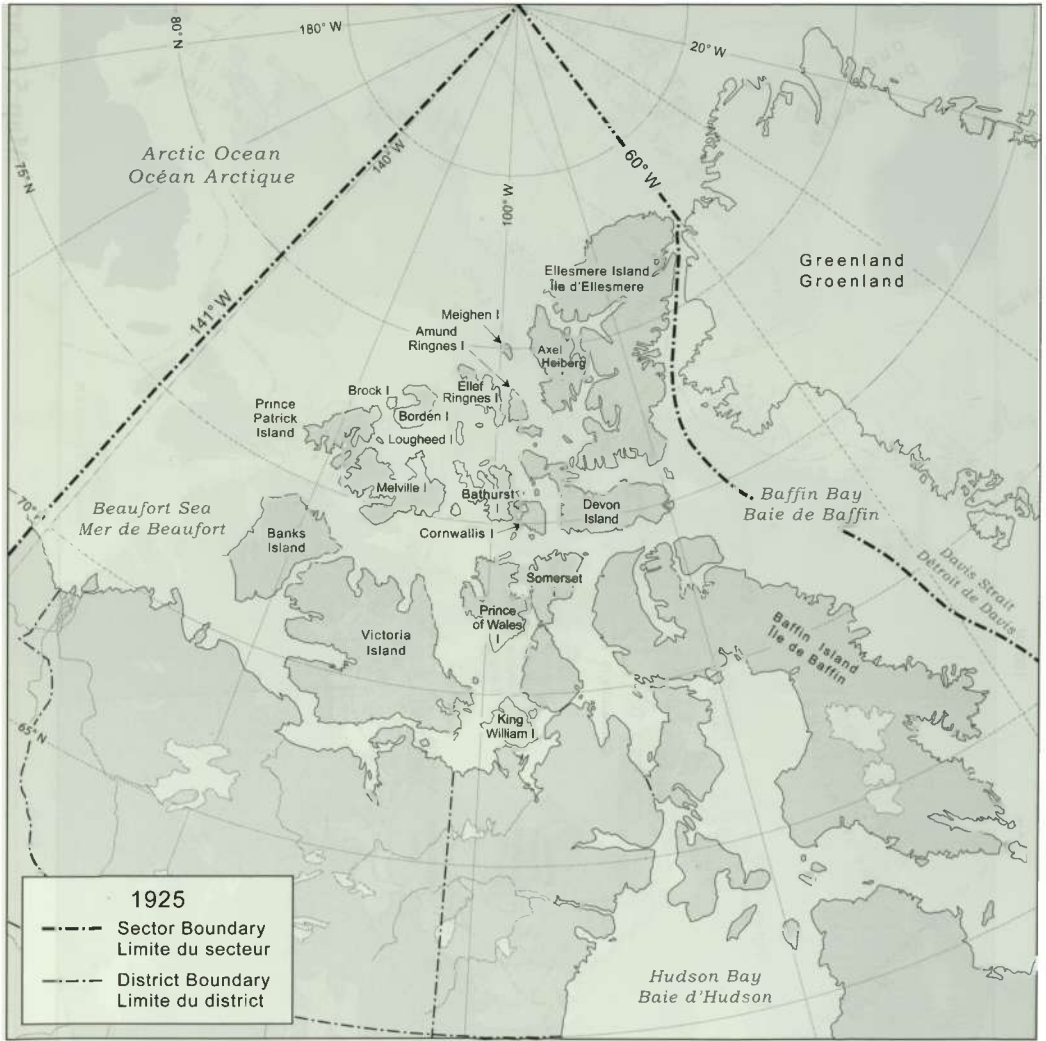 80° N
180° W
20° W
Arctic Ocean
Océan Arctique
140° W
60° W
75° N
100° W
Greenland
Groenland
Ellesmere Island
Île d'Ellesmere
141° W
Meighen I
Amund
Ringnes I
Axel
Heiberg
Brock I
Ellef
Ringnes I
Prince
Patrick
Island
Borden I
Lougheed I
Melville I
Bathurst
I
Devon
Island
Baffin Bay
Baie de Baffin
70°
Beaufort Sea
Mer de Beaufort
Banks
Island
Cornwallis I
Davis Strait
Détroit de Davis
Somerset
I
Prince
of Wales
I
Victoria
Island
Baffin Island
Île de Baffin
King
William I
65°N
1925
Sector Boundary
Limite du secteur
District Boundary
Limite du district
Hudson Bay
Baie d'Hudson